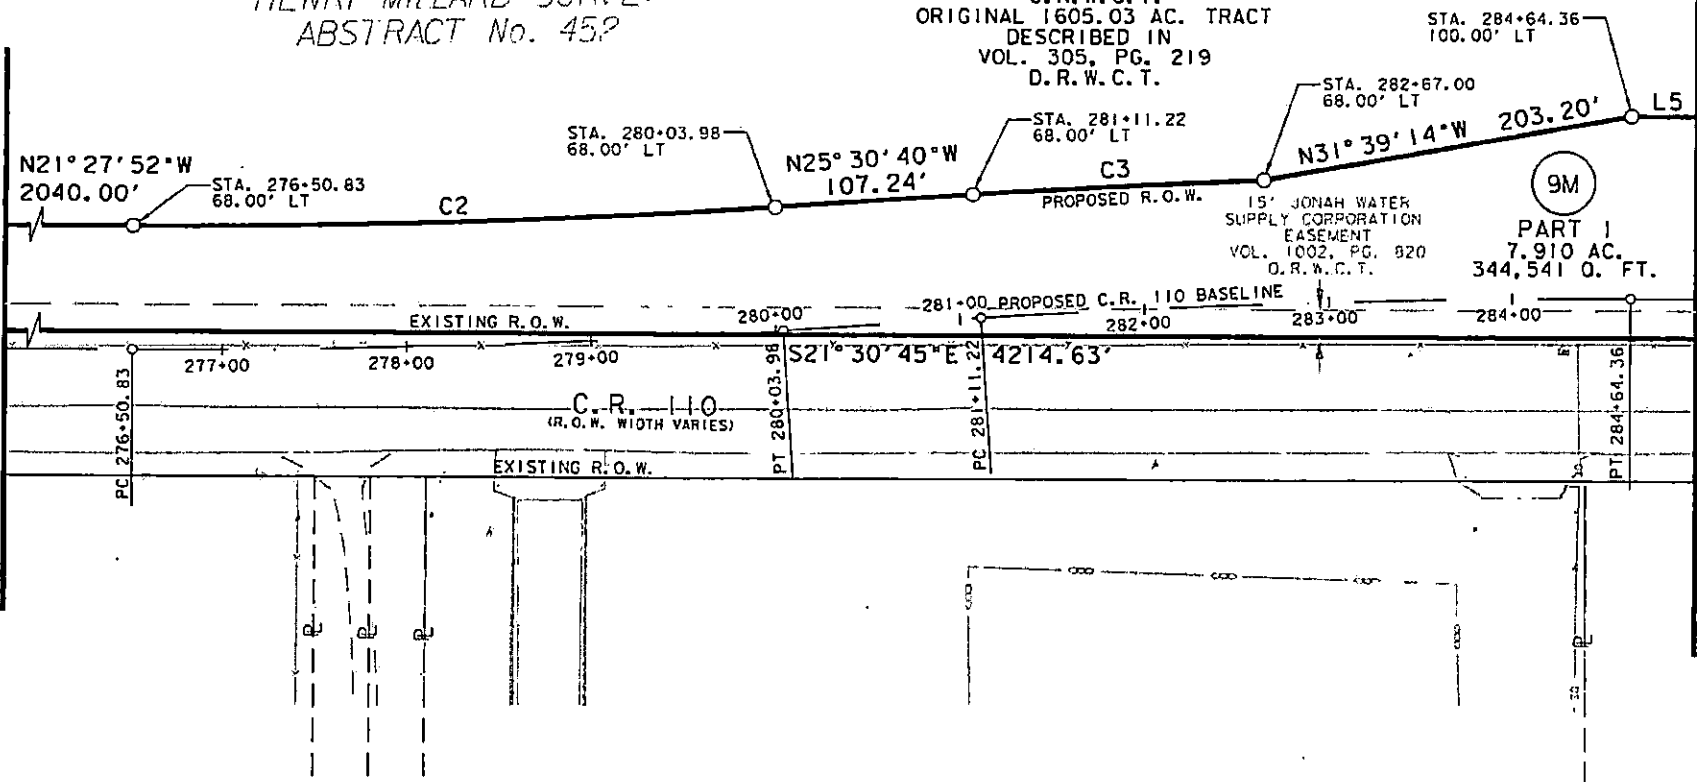 ABSTRACT No. 452
ORIGINAL 1605.03 AC. TRACT
DESCRIBED IN
VOL. 305, PG. 219
D.R.W.C.T.
STA. 284+64.36
100.00' LT
STA. 282+67.00
68.00' LT
STA. 281+11.22
68.00' LT
STA. 280+03.98
68.00' LT
N21°27'52"W
2040.00'
STA. 276+50.83
68.00' LT
C2
N25°30'40"W
107.24'
C3
PROPOSED R.O.W.
N31°39'14"W 203.20'
L5
9M
PART 1
7.910 AC.
344,541 Q. FT.
15' JONAH WATER
SUPPLY CORPORATION
EASEMENT
VOL. 1002, PG. 820
O.R.W.C.T.
281+00 PROPOSED C.R. 110 BASELINE
280+00
282+00
283+00
284+00
EXISTING R.O.W.
277+00
278+00
279+00
S21°30'45"E 4214.63'
C.R. 110
(R.O.W. WIDTH VARIES)
EXISTING R.O.W.
PC 276+50.83
PT 280+03.98
PC 281+11.22
PT 284+64.36